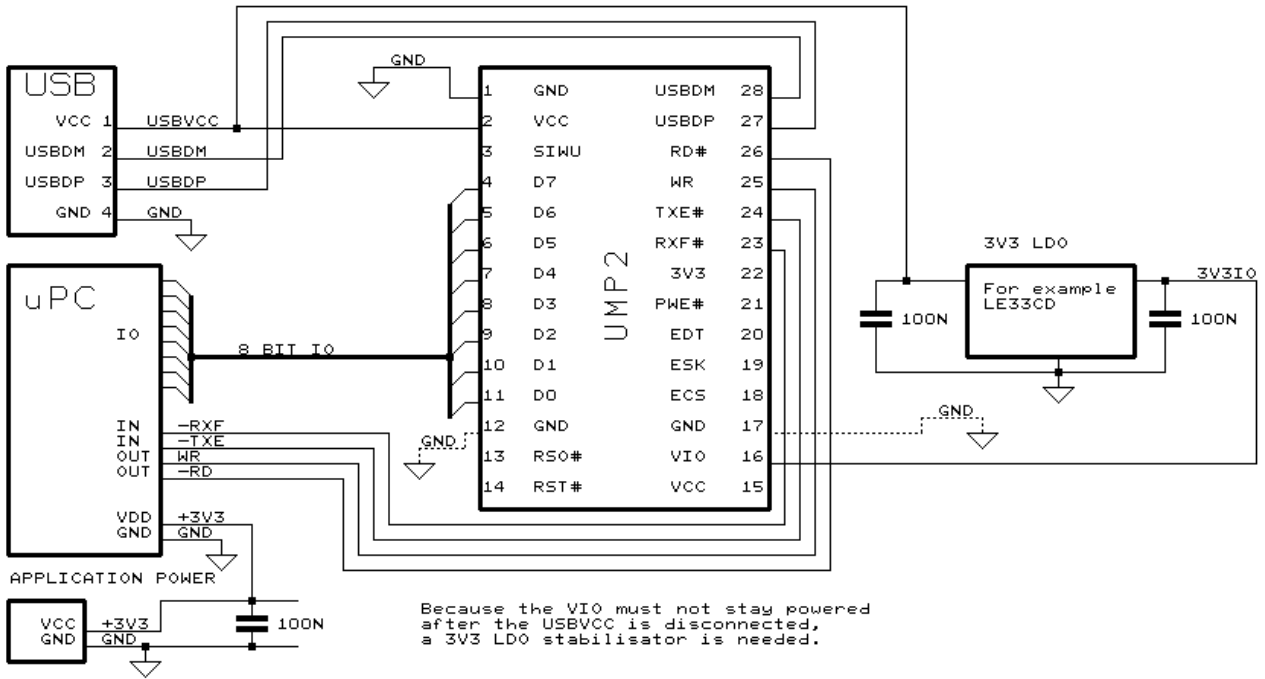 GND
USB
VCC 1 USBVCC
USBDM 2 USBDM
USBDP 3 USBDP
GND 4 GND
1 GND USBDM 28
2 VCC USBDP 27
3 SIWU RD# 26
4 D7 WR 25
5 D6 TXE# 24
6 D5 RXF# 23
7 D4 3V3 22
8 D3 PWE# 21
9 D2 EDT 20
10 D1 ESK 19
11 D0 ECS 18
12 GND GND 17
13 RSO# VIO 16
14 RST# VCC 15
UMP2
3V3 LDO
For example
LE33CD
3V3IO
100N
100N
GND
GND
uPC
IO
8 BIT IO
IN -RXF
IN -TXE
OUT WR
OUT -RD
VDD +3V3
GND GND
APPLICATION POWER
VCC +3V3
GND GND
100N
Because the VIO must not stay powered
after the USBVCC is disconnected,
a 3V3 LDO stabilisator is needed.